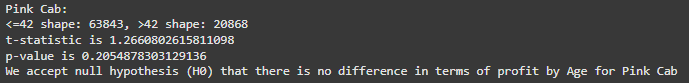 Pink Cab:
<=42 shape: 63843, >42 shape: 20868
t-statistic is 1.2660802615811098
p-value is 0.2054878303129136
We accept null hypothesis (H0) that there is no difference in terms of profit by Age for Pink Cab